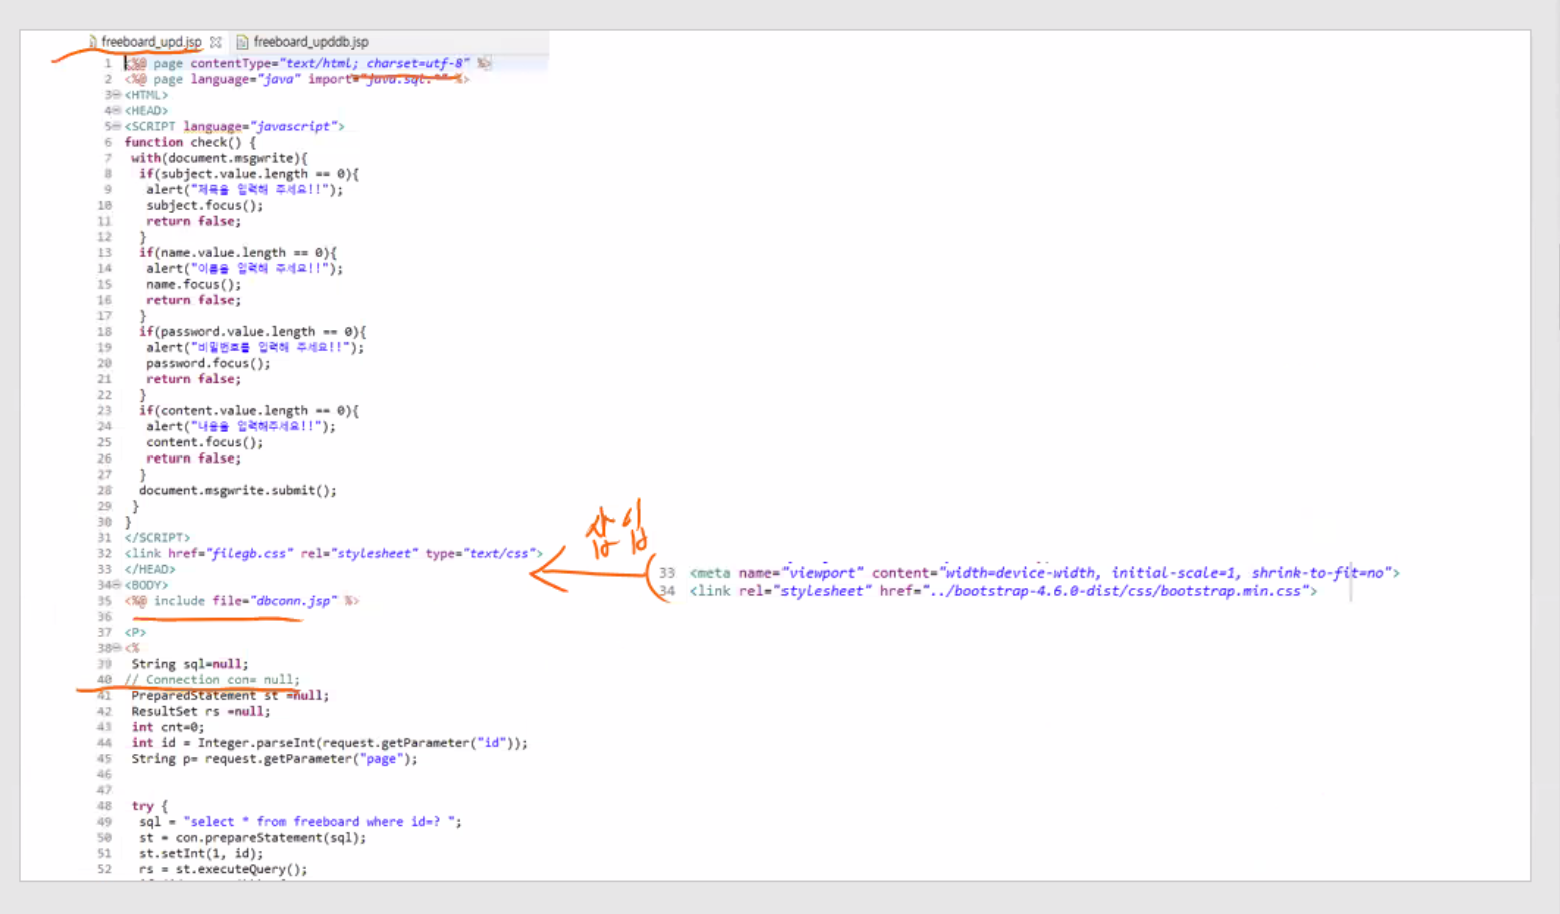 freeboard_upd.jsp freeboard_upddb.jsp
1 <%@ page contentType="text/html; charset=utf-8" %>
2 <%@ page language="java" import="java.sql.*" %>
3 <HTML>
4 <HEAD>
5 <SCRIPT language="javascript">
6 function check() {
7 with(document.msgwrite){
8 if(subject.value.length == 0){
9 alert("제목을 입력해 주세요!!");
10 subject.focus();
11 return false;
12 }
13 if(name.value.length == 0){
14 alert("이름을 입력해 주세요!!");
15 name.focus();
16 return false;
17 }
18 if(password.value.length == 0){
19 alert("비밀번호를 입력해 주세요!!");
20 password.focus();
21 return false;
22 }
23 if(content.value.length == 0){
24 alert("내용을 입력해주세요!!");
25 content.focus();
26 return false;
27 }
28 document.msgwrite.submit();
29 }
30 }
31 </SCRIPT>
32 <link href="filegb.css" rel="stylesheet" type="text/css">
삽입
33 <meta name="viewport" content="width=device-width, initial-scale=1, shrink-to-fit=no">
34 <link rel="stylesheet" href="../bootstrap-4.6.0-dist/css/bootstrap.min.css">
33 </HEAD>
34 <BODY>
35 <%@ include file="dbconn.jsp" %>
36
37 <P>
38 <%
39 String sql=null;
40 // Connection con= null;
41 PreparedStatement st =null;
42 ResultSet rs =null;
43 int cnt=0;
44 int id = Integer.parseInt(request.getParameter("id"));
45 String p= request.getParameter("page");
46
47
48 try {
49 sql = "select * from freeboard where id=? ";
50 st = con.prepareStatement(sql);
51 st.setInt(1, id);
52 rs = st.executeQuery();